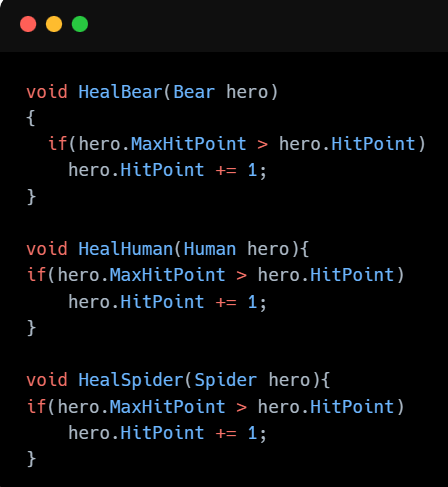 void HealBear(Bear hero)
{
  if(hero.MaxHitPoint > hero.HitPoint)
    hero.HitPoint += 1;
}

void HealHuman(Human hero){
if(hero.MaxHitPoint > hero.HitPoint)
    hero.HitPoint += 1;
}

void HealSpider(Spider hero){
if(hero.MaxHitPoint > hero.HitPoint)
    hero.HitPoint += 1;
}